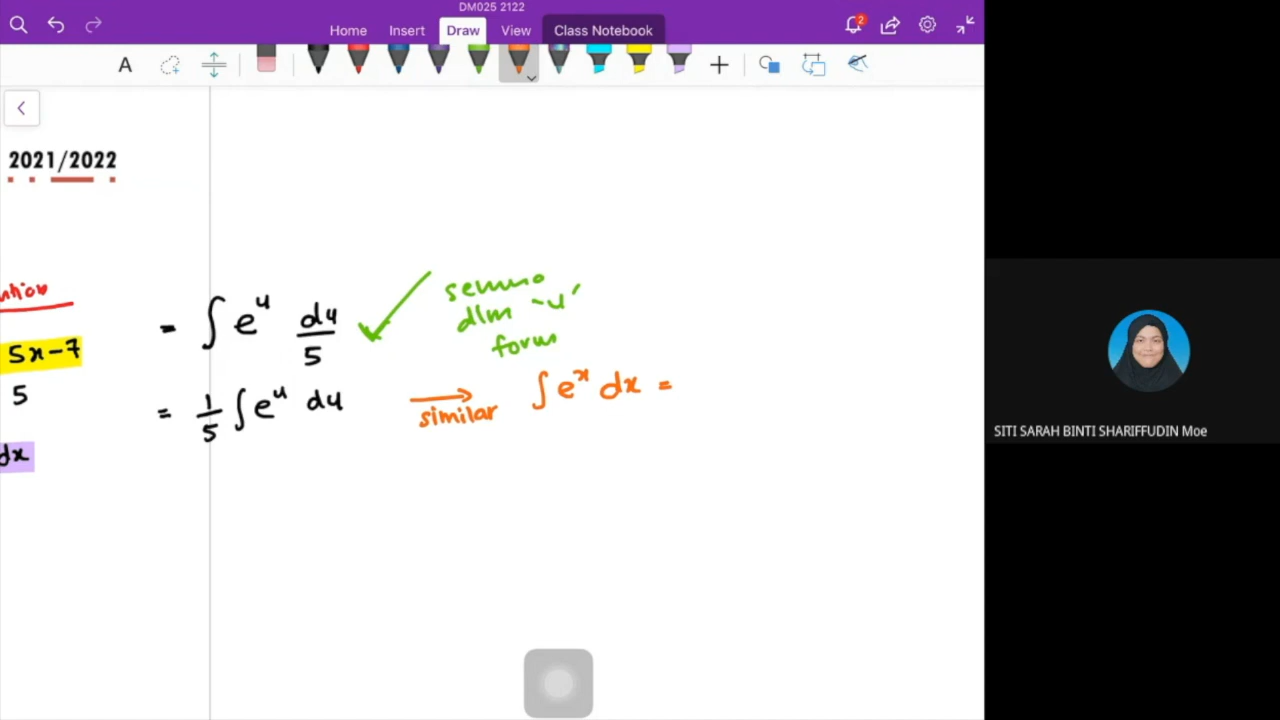 DM025 2122
Home Insert Draw View Class Notebook
2
A
2021/2022
= ∫ e^u du/5 ✓
semua
dlm "u"
form
5x-7
5
= 1/5 ∫ e^u du → similar ∫ e^x dx =
dx
SITI SARAH BINTI SHARIFFUDIN Moe